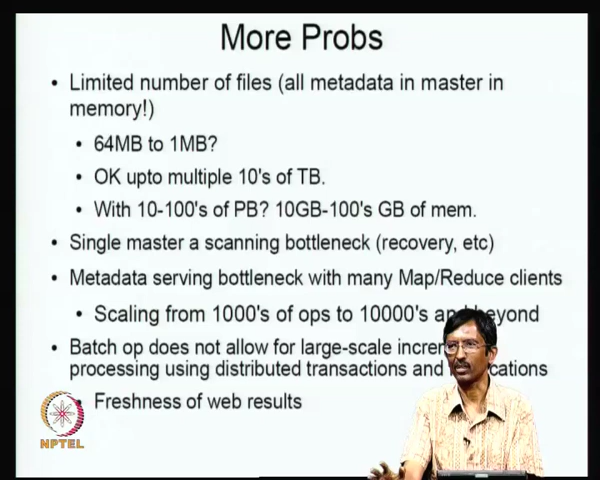 More Probs
• Limited number of files (all metadata in master in
memory!)
• 64MB to 1MB?
• OK upto multiple 10's of TB.
• With 10-100's of PB? 10GB-100's GB of mem.
• Single master a scanning bottleneck (recovery, etc)
• Metadata serving bottleneck with many Map/Reduce clients
• Scaling from 1000's of ops to 10000's and beyond
• Batch op does not allow for large-scale
processing using distributed transactions and
Freshness of web results
NPTEL